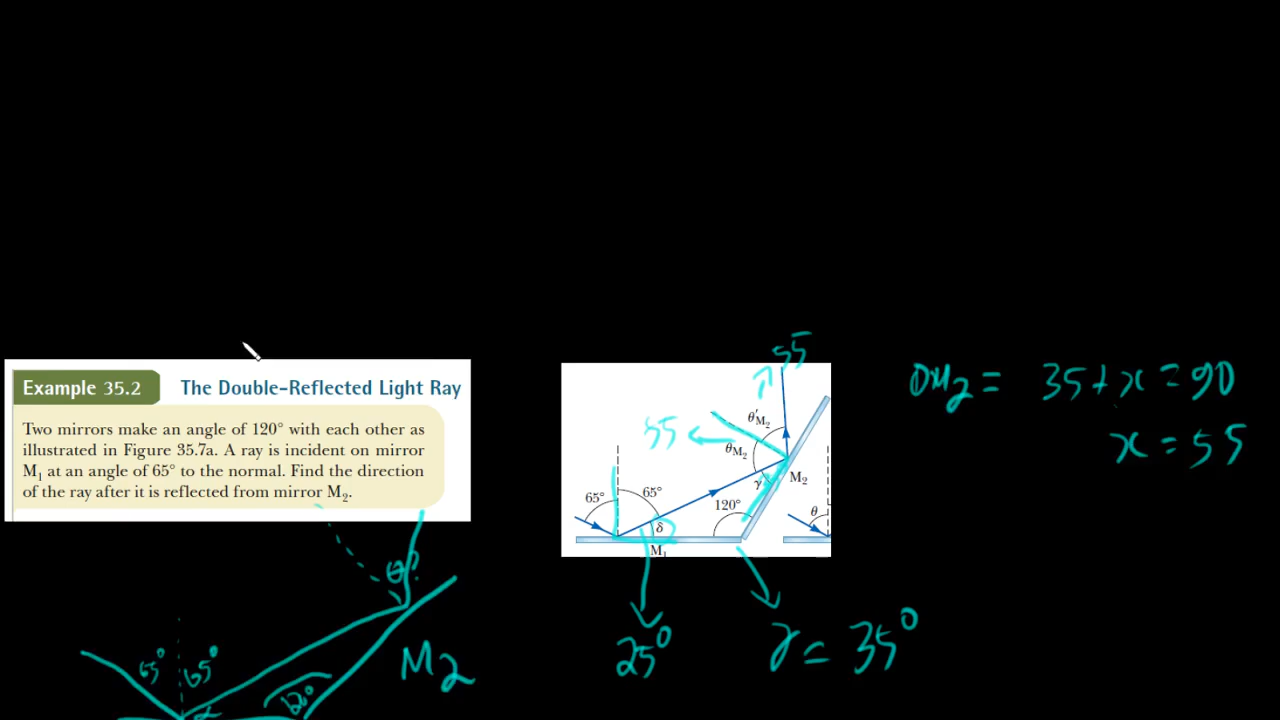 Example 35.2 The Double-Reflected Light Ray
Two mirrors make an angle of 120° with each other as
illustrated in Figure 35.7a. A ray is incident on mirror
M₁ at an angle of 65° to the normal. Find the direction
of the ray after it is reflected from mirror M₂.
65° 65°
120°
θ?
M2
55
55
θ′M₂
θM₂
65° 65°
δ
γ
120°
M₂
M₁
θ
25°
γ = 35°
θM2 = 35 + x = 90
x = 55